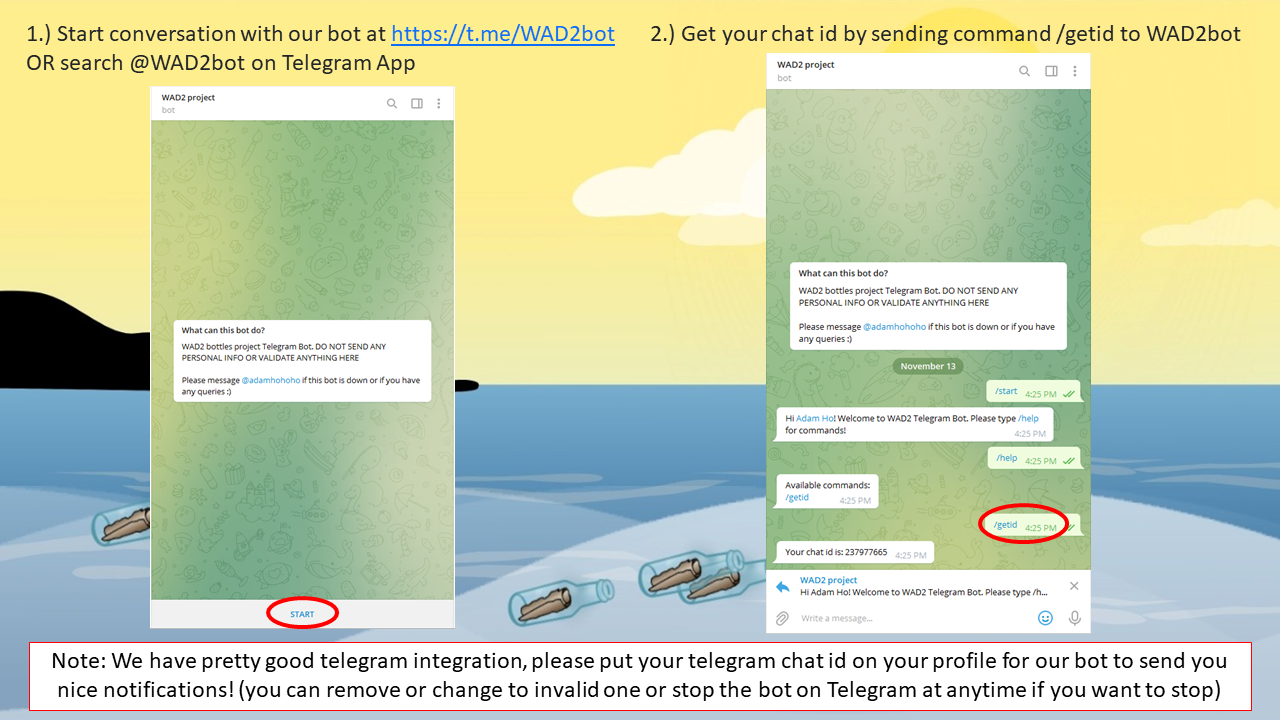 1.) Start conversation with our bot at https://t.me/WAD2bot
OR search @WAD2bot on Telegram App
WAD2 project
bot
What can this bot do?
WAD2 bottles project Telegram Bot. DO NOT SEND ANY
PERSONAL INFO OR VALIDATE ANYTHING HERE
Please message @adamhohoho if this bot is down or if you have
any queries :)
START
2.) Get your chat id by sending command /getid to WAD2bot
WAD2 project
bot
What can this bot do?
WAD2 bottles project Telegram Bot. DO NOT SEND ANY
PERSONAL INFO OR VALIDATE ANYTHING HERE
Please message @adamhohoho if this bot is down or if you have
any queries :)
November 13
/start 4:25 PM
Hi Adam Ho! Welcome to WAD2 Telegram Bot. Please type /help
for commands!
4:25 PM
/help 4:25 PM
Available commands:
/getid 4:25 PM
/getid 4:25 PM
Your chat id is: 237977665 4:25 PM
WAD2 project
Hi Adam Ho! Welcome to WAD2 Telegram Bot. Please type /h...
Write a message...
Note: We have pretty good telegram integration, please put your telegram chat id on your profile for our bot to send you
nice notifications! (you can remove or change to invalid one or stop the bot on Telegram at anytime if you want to stop)